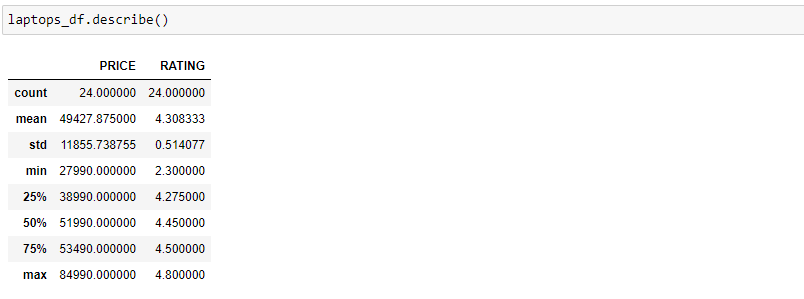 laptops_df.describe()
PRICE RATING
count 24.000000 24.000000
mean 49427.875000 4.308333
std 11855.738755 0.514077
min 27990.000000 2.300000
25% 38990.000000 4.275000
50% 51990.000000 4.450000
75% 53490.000000 4.500000
max 84990.000000 4.800000